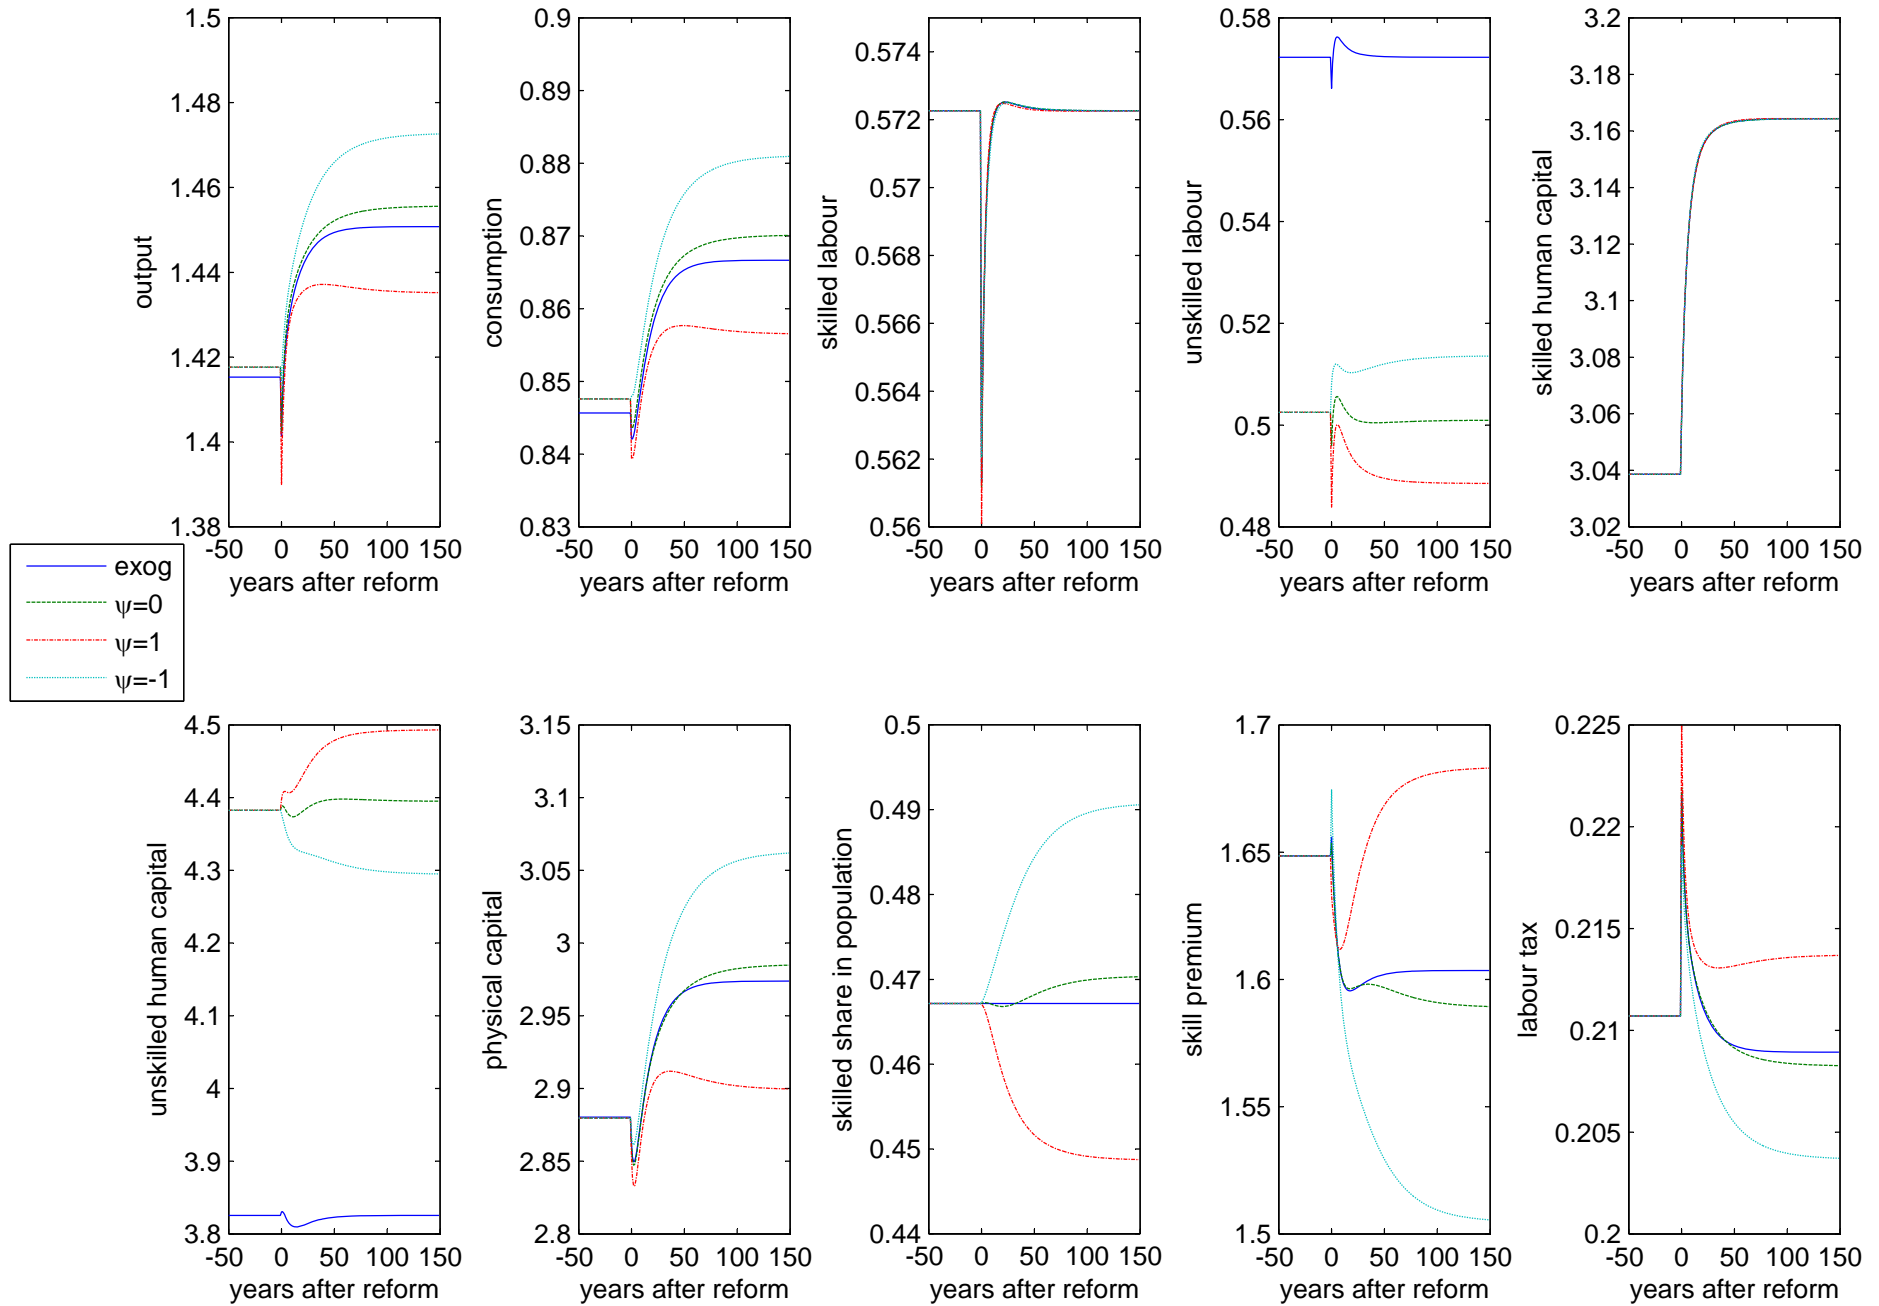 1.5
1.48
1.46
1.44
1.42
1.4
1.38
-50 0 50 100 150
years after reform
output
0.9
0.89
0.88
0.87
0.86
0.85
0.84
0.83
-50 0 50 100 150
years after reform
consumption
0.574
0.572
0.57
0.568
0.566
0.564
0.562
0.56
-50 0 50 100 150
years after reform
skilled labour
0.58
0.56
0.54
0.52
0.5
0.48
-50 0 50 100 150
years after reform
unskilled labour
3.2
3.18
3.16
3.14
3.12
3.1
3.08
3.06
3.04
3.02
-50 0 50 100 150
years after reform
skilled human capital
exog
ψ=0
ψ=1
ψ=-1
4.5
4.4
4.3
4.2
4.1
4
3.9
3.8
-50 0 50 100 150
years after reform
unskilled human capital
3.15
3.1
3.05
3
2.95
2.9
2.85
2.8
-50 0 50 100 150
years after reform
physical capital
0.5
0.49
0.48
0.47
0.46
0.45
0.44
-50 0 50 100 150
years after reform
skilled share in population
1.7
1.65
1.6
1.55
1.5
-50 0 50 100 150
years after reform
skill premium
0.225
0.22
0.215
0.21
0.205
0.2
-50 0 50 100 150
years after reform
labour tax